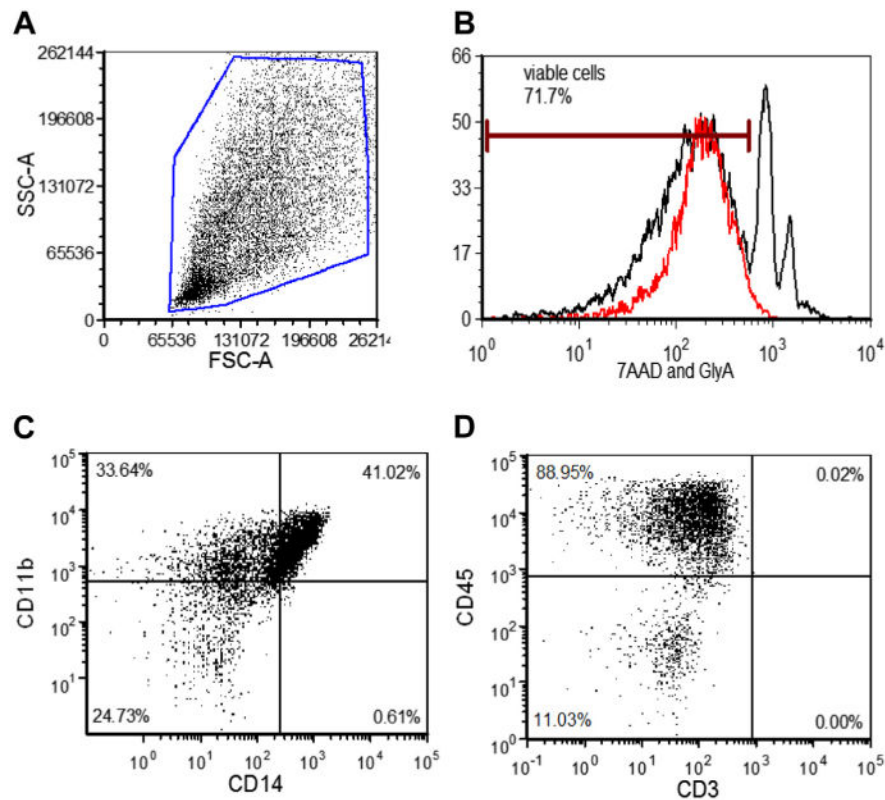 A
262144
196608
131072
65536
0
SSC-A
65536 131072 196608 26214
FSC-A
B
66
50
33
17
0
viable cells
71.7%
10^0 10^1 10^2 10^3 10^4
7AAD and GlyA
C
10^5
10^4
10^3
10^2
10^1
CD11b
33.64% 41.02%
24.73% 0.61%
10^0 10^1 10^2 10^3 10^4 10^5
CD14
D
10^5
10^4
10^3
10^2
10^1
10^0
CD45
88.95% 0.02%
11.03% 0.00%
10^-1 10^0 10^1 10^2 10^3 10^4 10^5
CD3